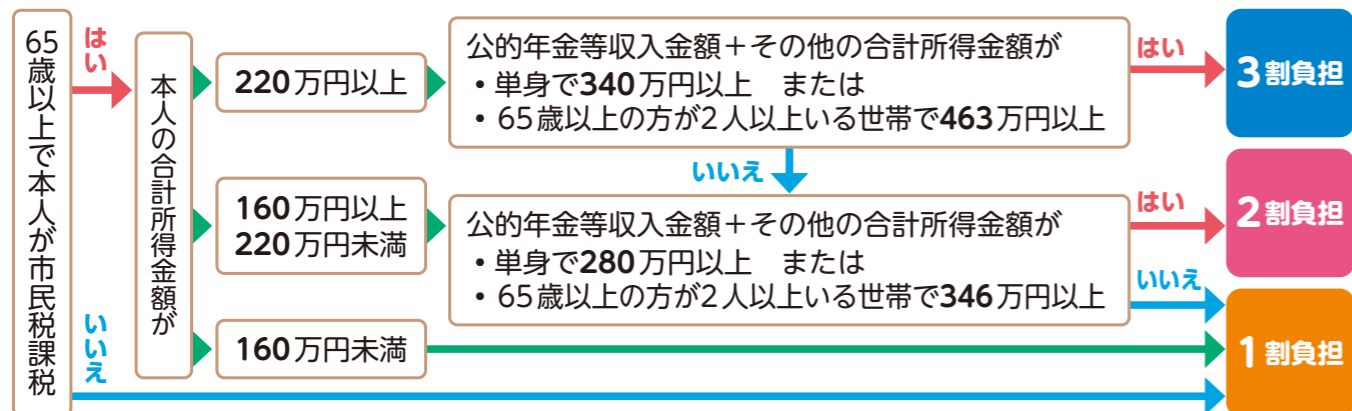 65歳以上で本人が市民税課税
はい
いいえ
本人の合計所得金額が
220万円以上
公的年金等収入金額＋その他の合計所得金額が
・単身で340万円以上　または
・65歳以上の方が2人以上いる世帯で463万円以上
はい
3割負担
いいえ
160万円以上
220万円未満
公的年金等収入金額＋その他の合計所得金額が
・単身で280万円以上　または
・65歳以上の方が2人以上いる世帯で346万円以上
はい
2割負担
いいえ
160万円未満
1割負担